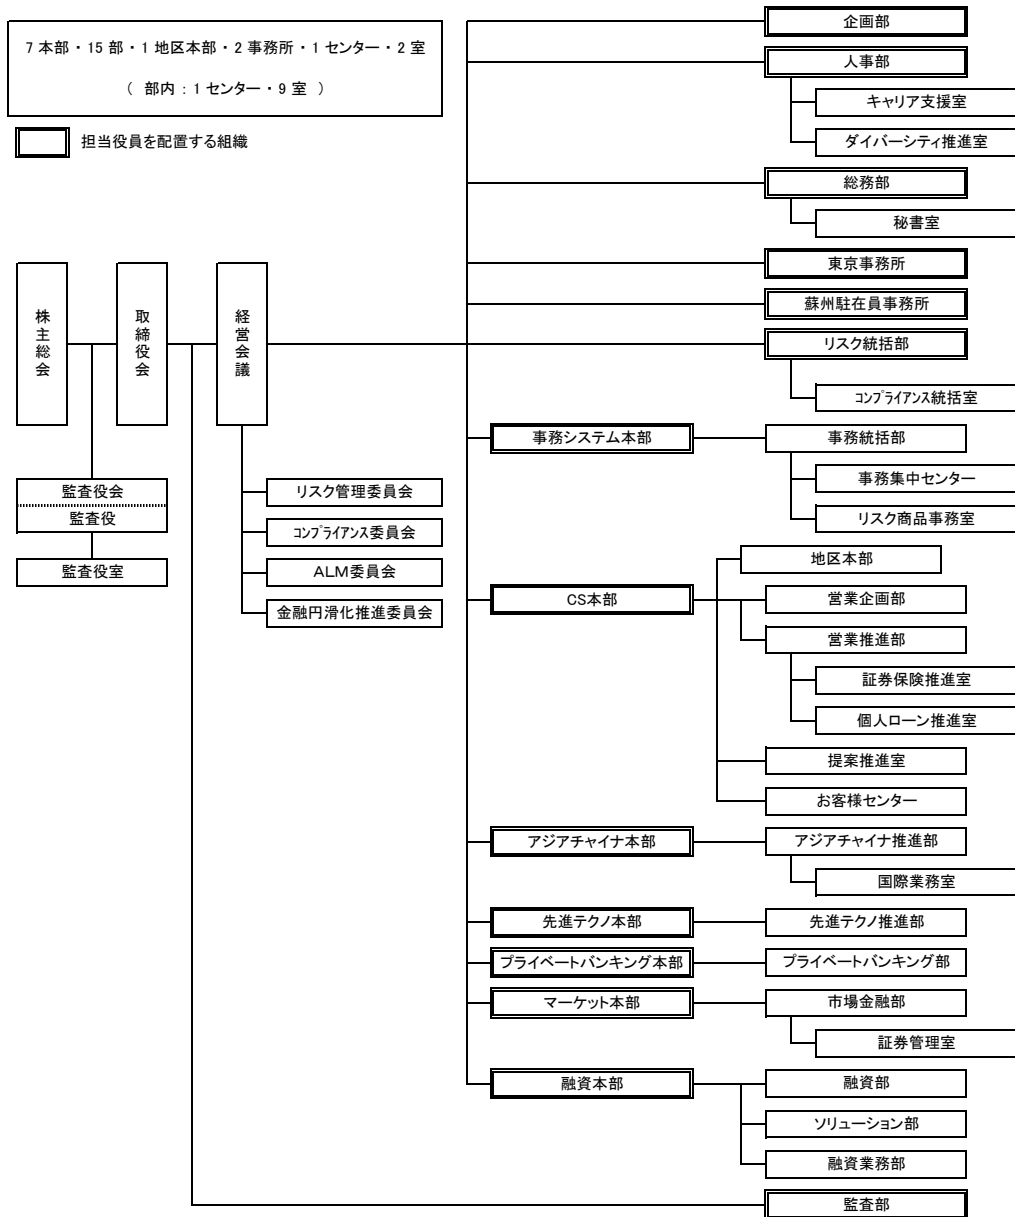 7 本部・15 部・1 地区本部・2 事務所・1 センター・2 室
( 部内 : 1 センター・9 室 )
担当役員を配置する組織
株主総会
取締役会
経営会議
監査役会
監査役
監査役室
リスク管理委員会
コンプライアンス委員会
ALM委員会
金融円滑化推進委員会
企画部
人事部
キャリア支援室
ダイバーシティ推進室
総務部
秘書室
東京事務所
蘇州駐在員事務所
リスク統括部
コンプライアンス統括室
事務システム本部
事務統括部
事務集中センター
リスク商品事務室
CS本部
地区本部
営業企画部
営業推進部
証券保険推進室
個人ローン推進室
提案推進室
お客様センター
アジアチャイナ本部
アジアチャイナ推進部
国際業務室
先進テクノ本部
先進テクノ推進部
プライベートバンキング本部
プライベートバンキング部
マーケット本部
市場金融部
証券管理室
融資本部
融資部
ソリューション部
融資業務部
監査部